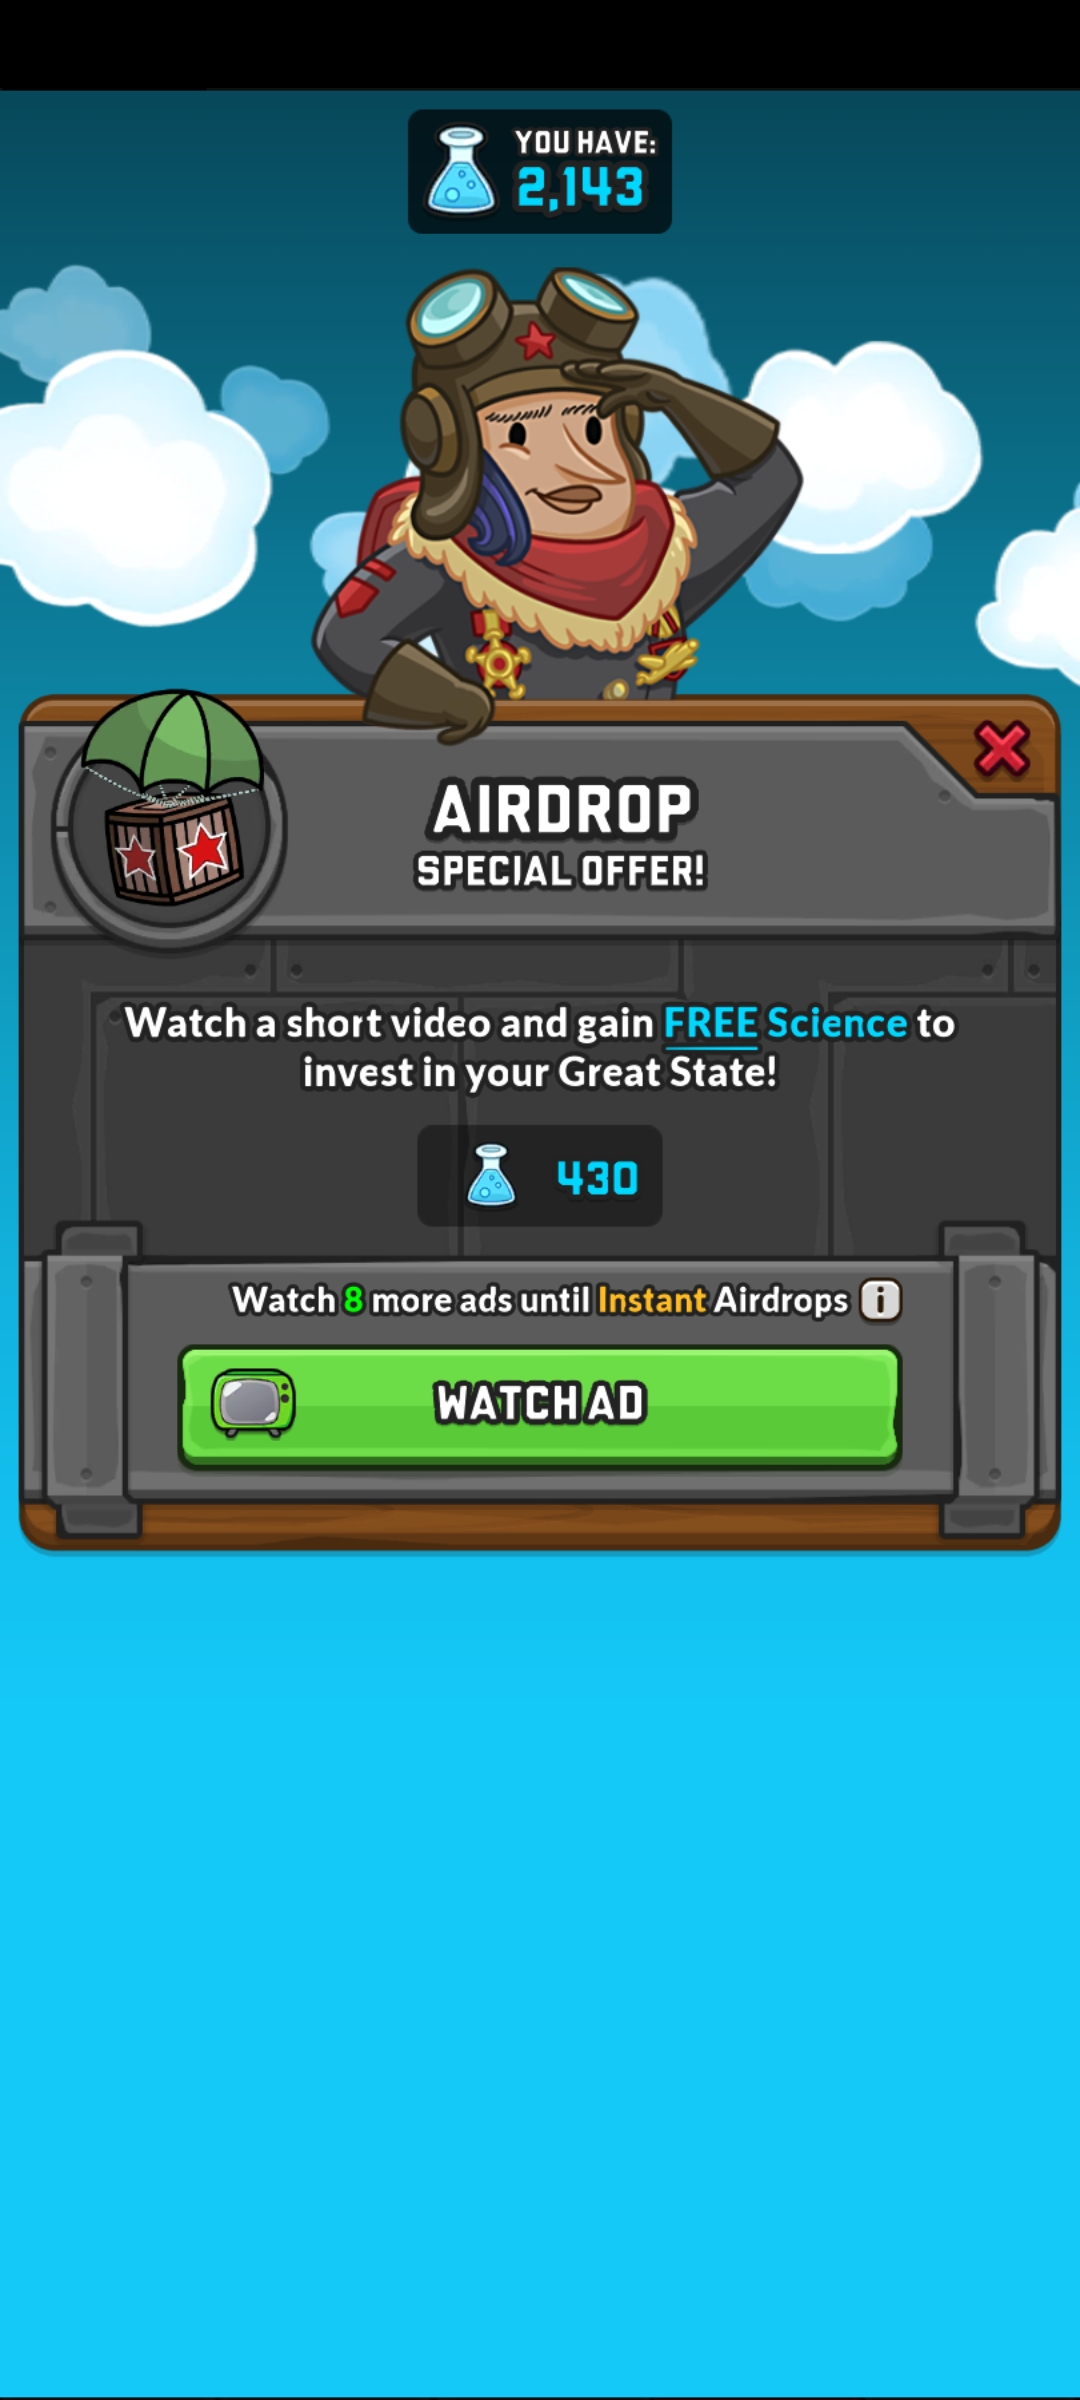 YOU HAVE:
2,143
AIRDROP
SPECIAL OFFER!
Watch a short video and gain FREE Science to
invest in your Great State!
430
Watch 8 more ads until Instant Airdrops i
WATCH AD